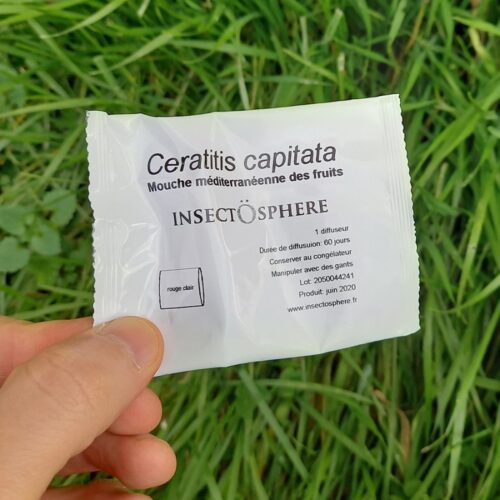 Ceratitis capitata
Mouche méditerranéenne des fruits
INSECTÖSPHERE
1 diffuseur
Durée de diffusuion: 60 jours
Conserver au congélateur
Manipuler avec des gants
Lot: 2050044241
Produit: juin 2020
www.insectosphere.fr
rouge clair